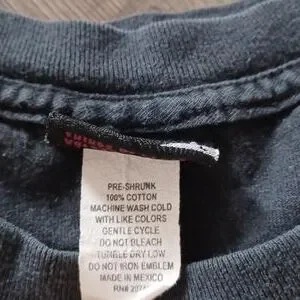 PRE-SHRUNK
100% COTTON
MACHINE WASH COLD
WITH LIKE COLORS
GENTLE CYCLE
DO NOT BLEACH
TUMBLE DRY LOW
DO NOT IRON EMBLEM
MADE IN MEXICO
RN#